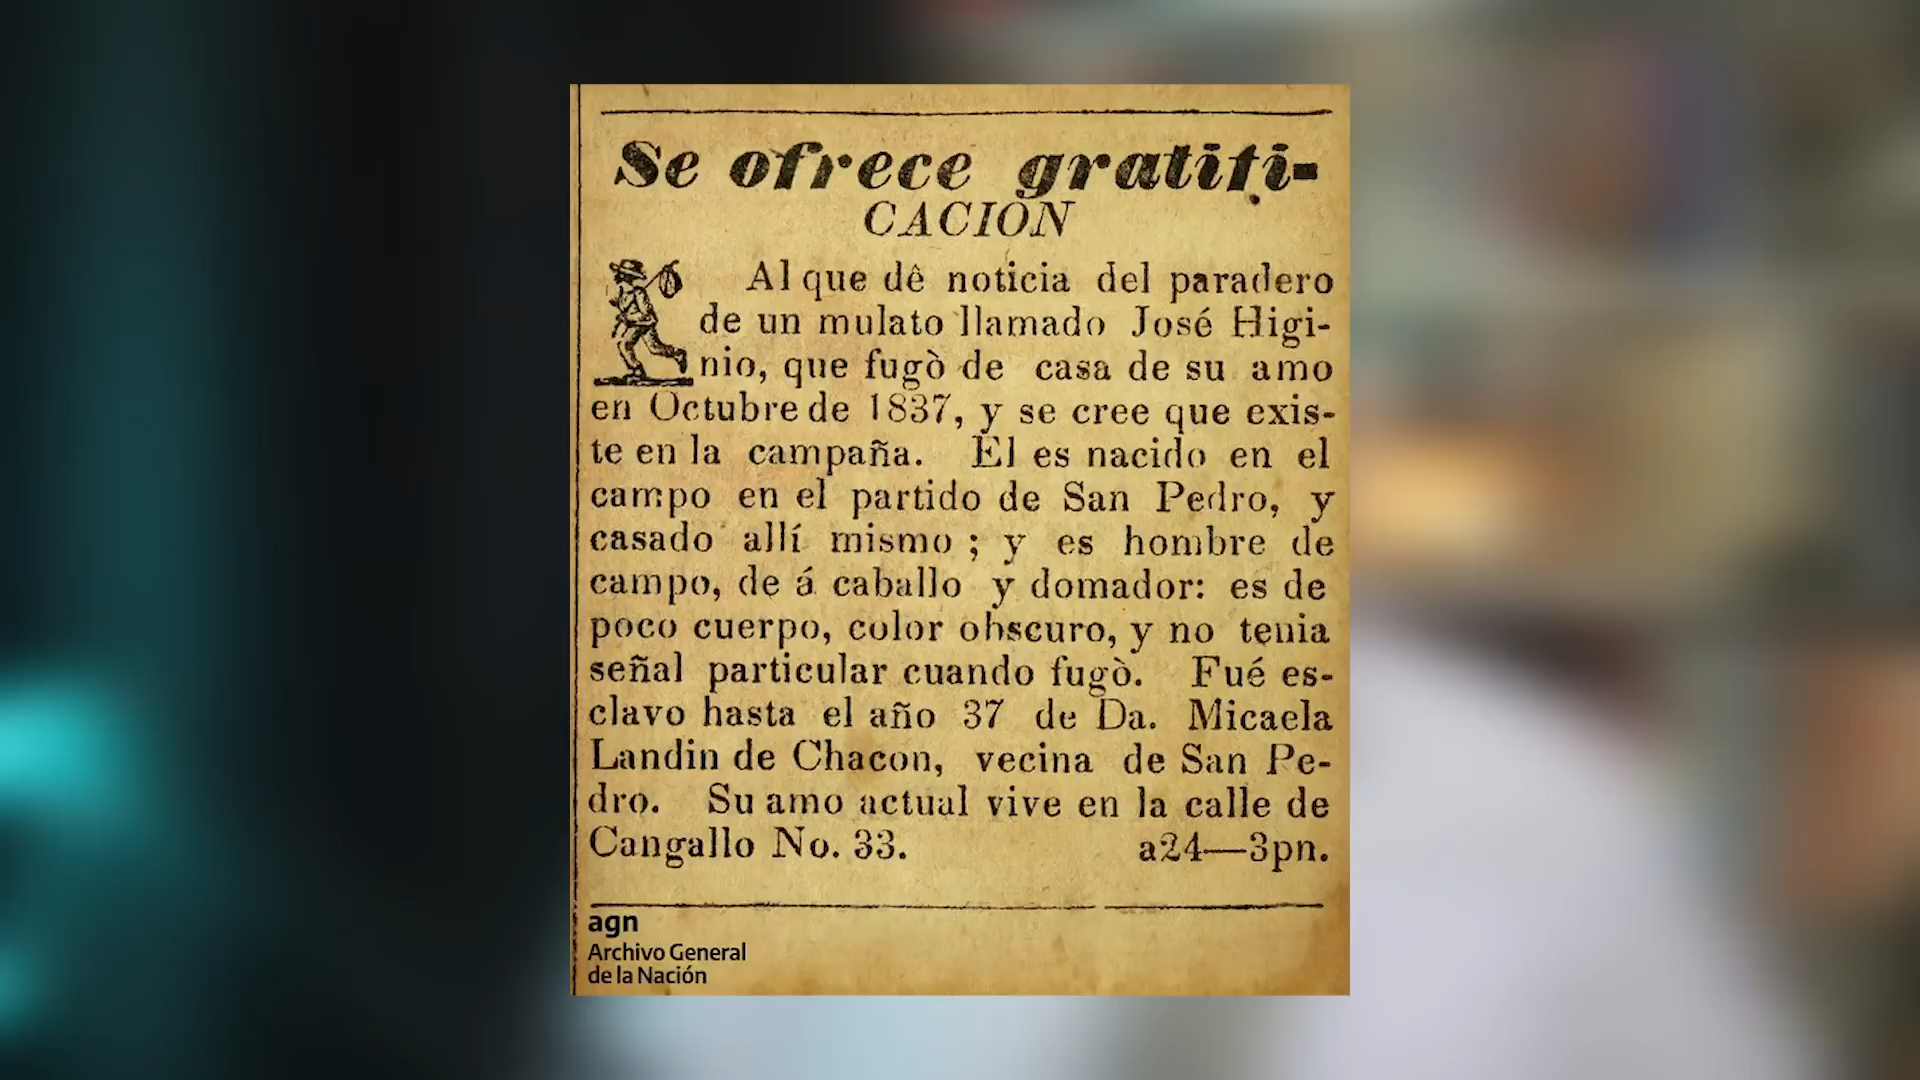 Se ofrece gratifi-
CACION
Al que dê noticia del paradero
de un mulato llamado José Higi-
nio, que fugò de casa de su amo
en Octubre de 1837, y se cree que exis-
te en la campaña. El es nacido en el
campo en el partido de San Pedro, y
casado allí mismo; y es hombre de
campo, de á caballo y domador: es de
poco cuerpo, color obscuro, y no tenia
señal particular cuando fugò. Fué es-
clavo hasta el año 37 de Da. Micaela
Landin de Chacon, vecina de San Pe-
dro. Su amo actual vive en la calle de
Cangallo No. 33. a24—3pn.
agn
Archivo General
de la Nación